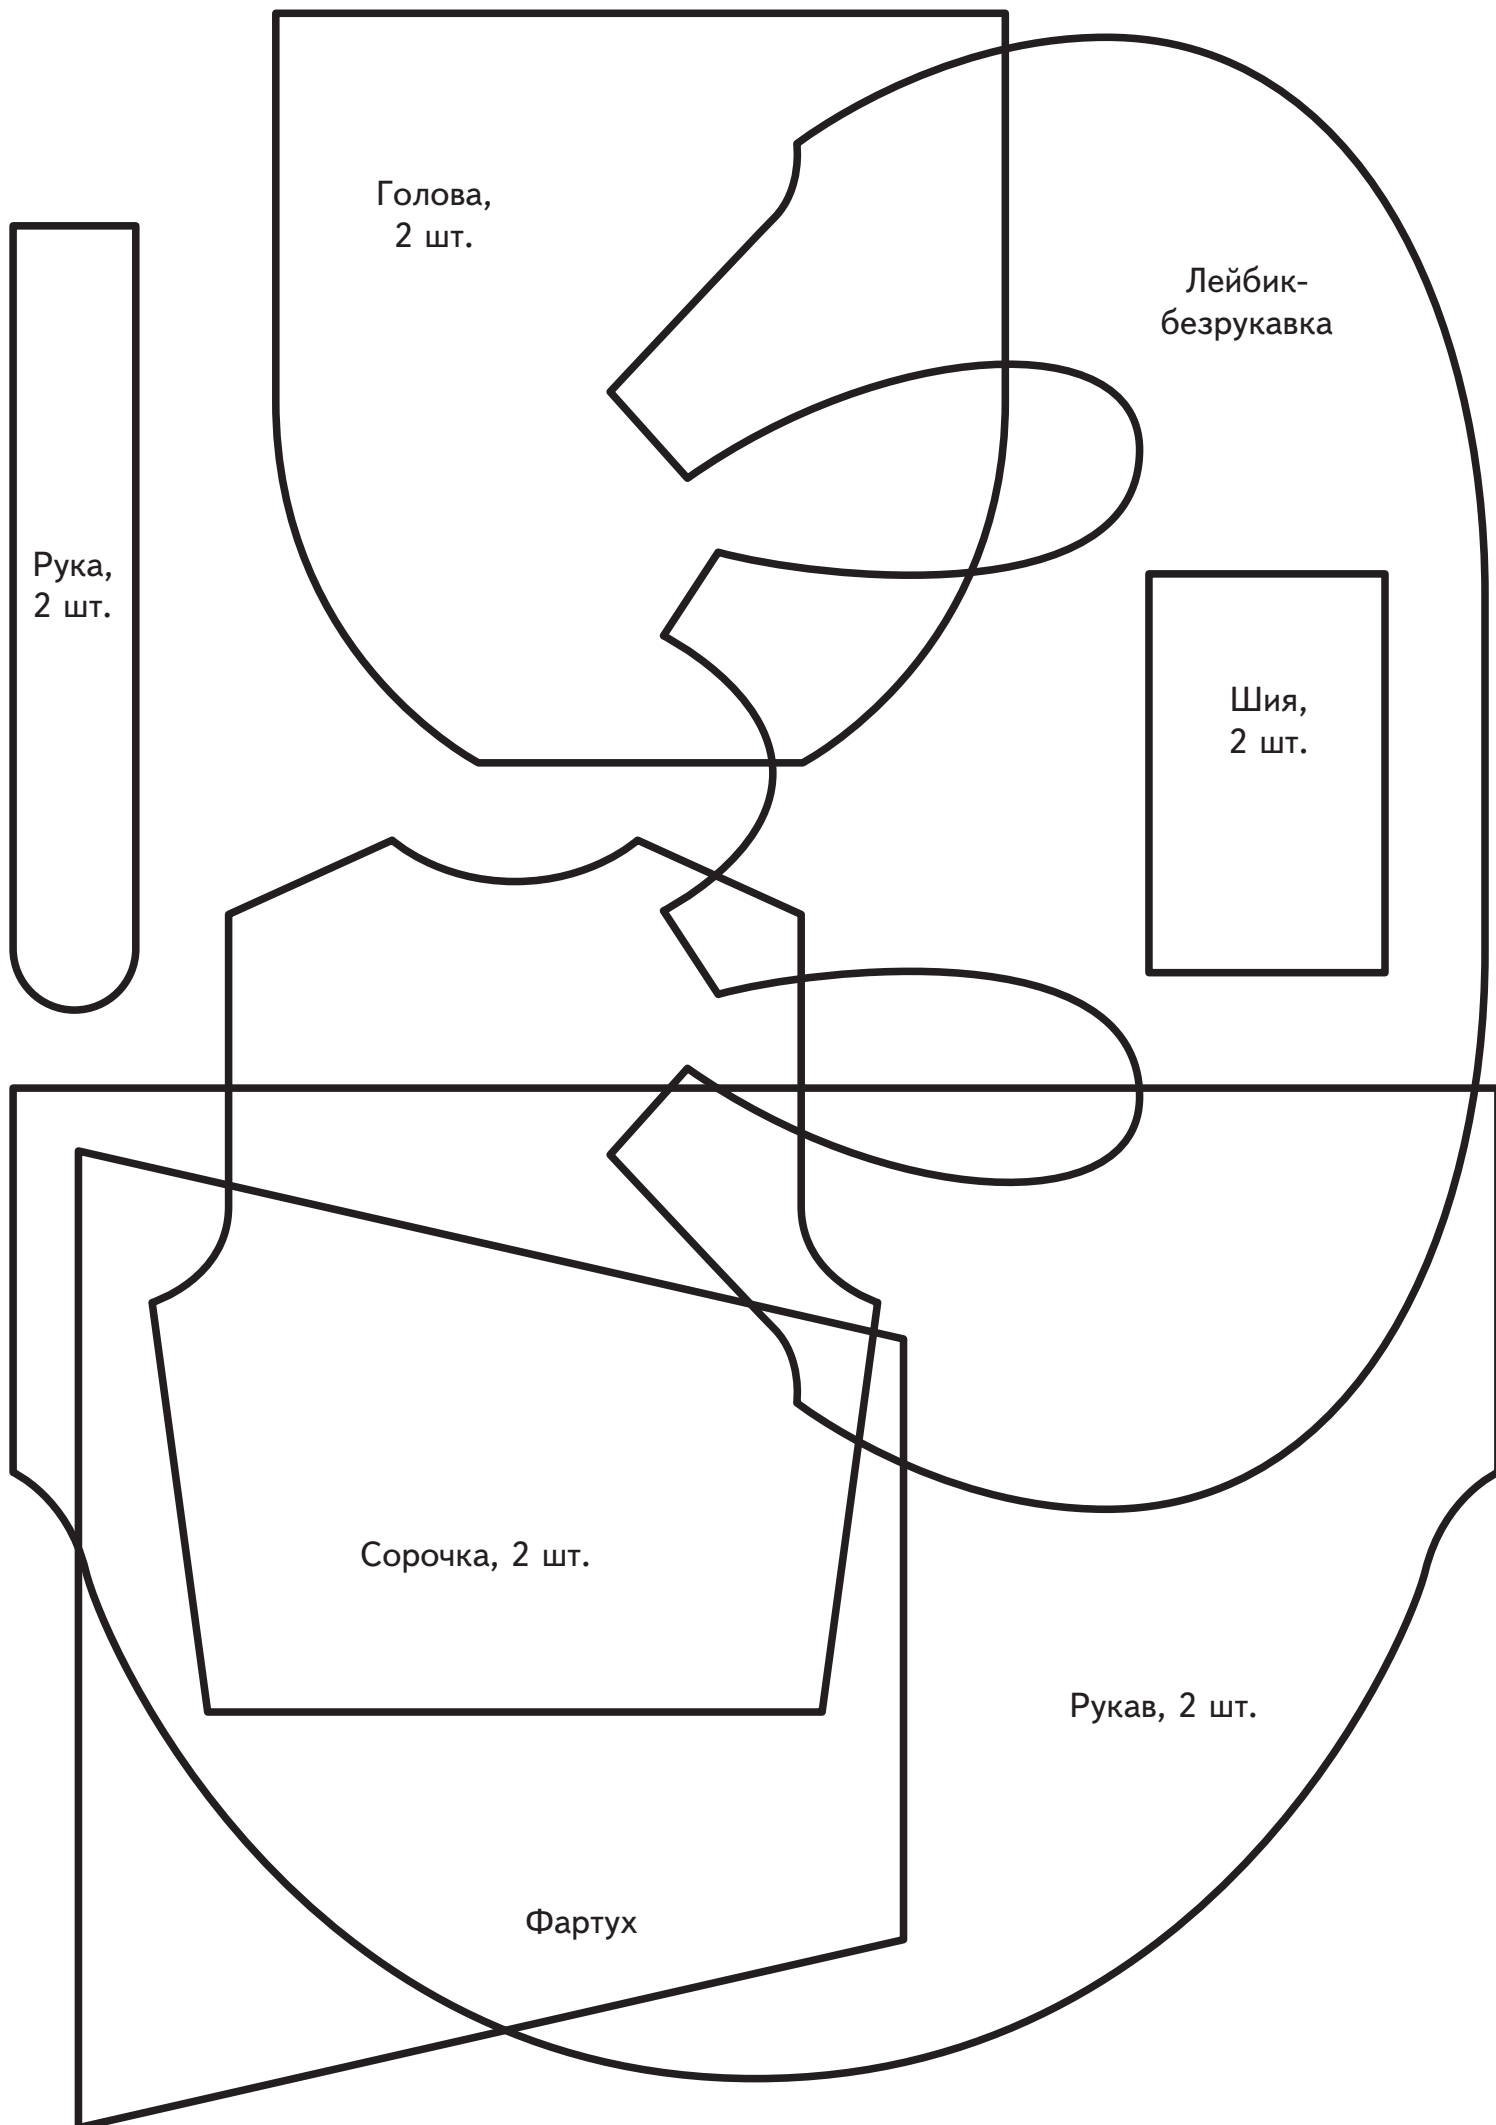 Голова,
2 шт.
Лейбик-
безрукавка
Рука,
2 шт.
Шия,
2 шт.
Сорочка, 2 шт.
Рукав, 2 шт.
Фартух